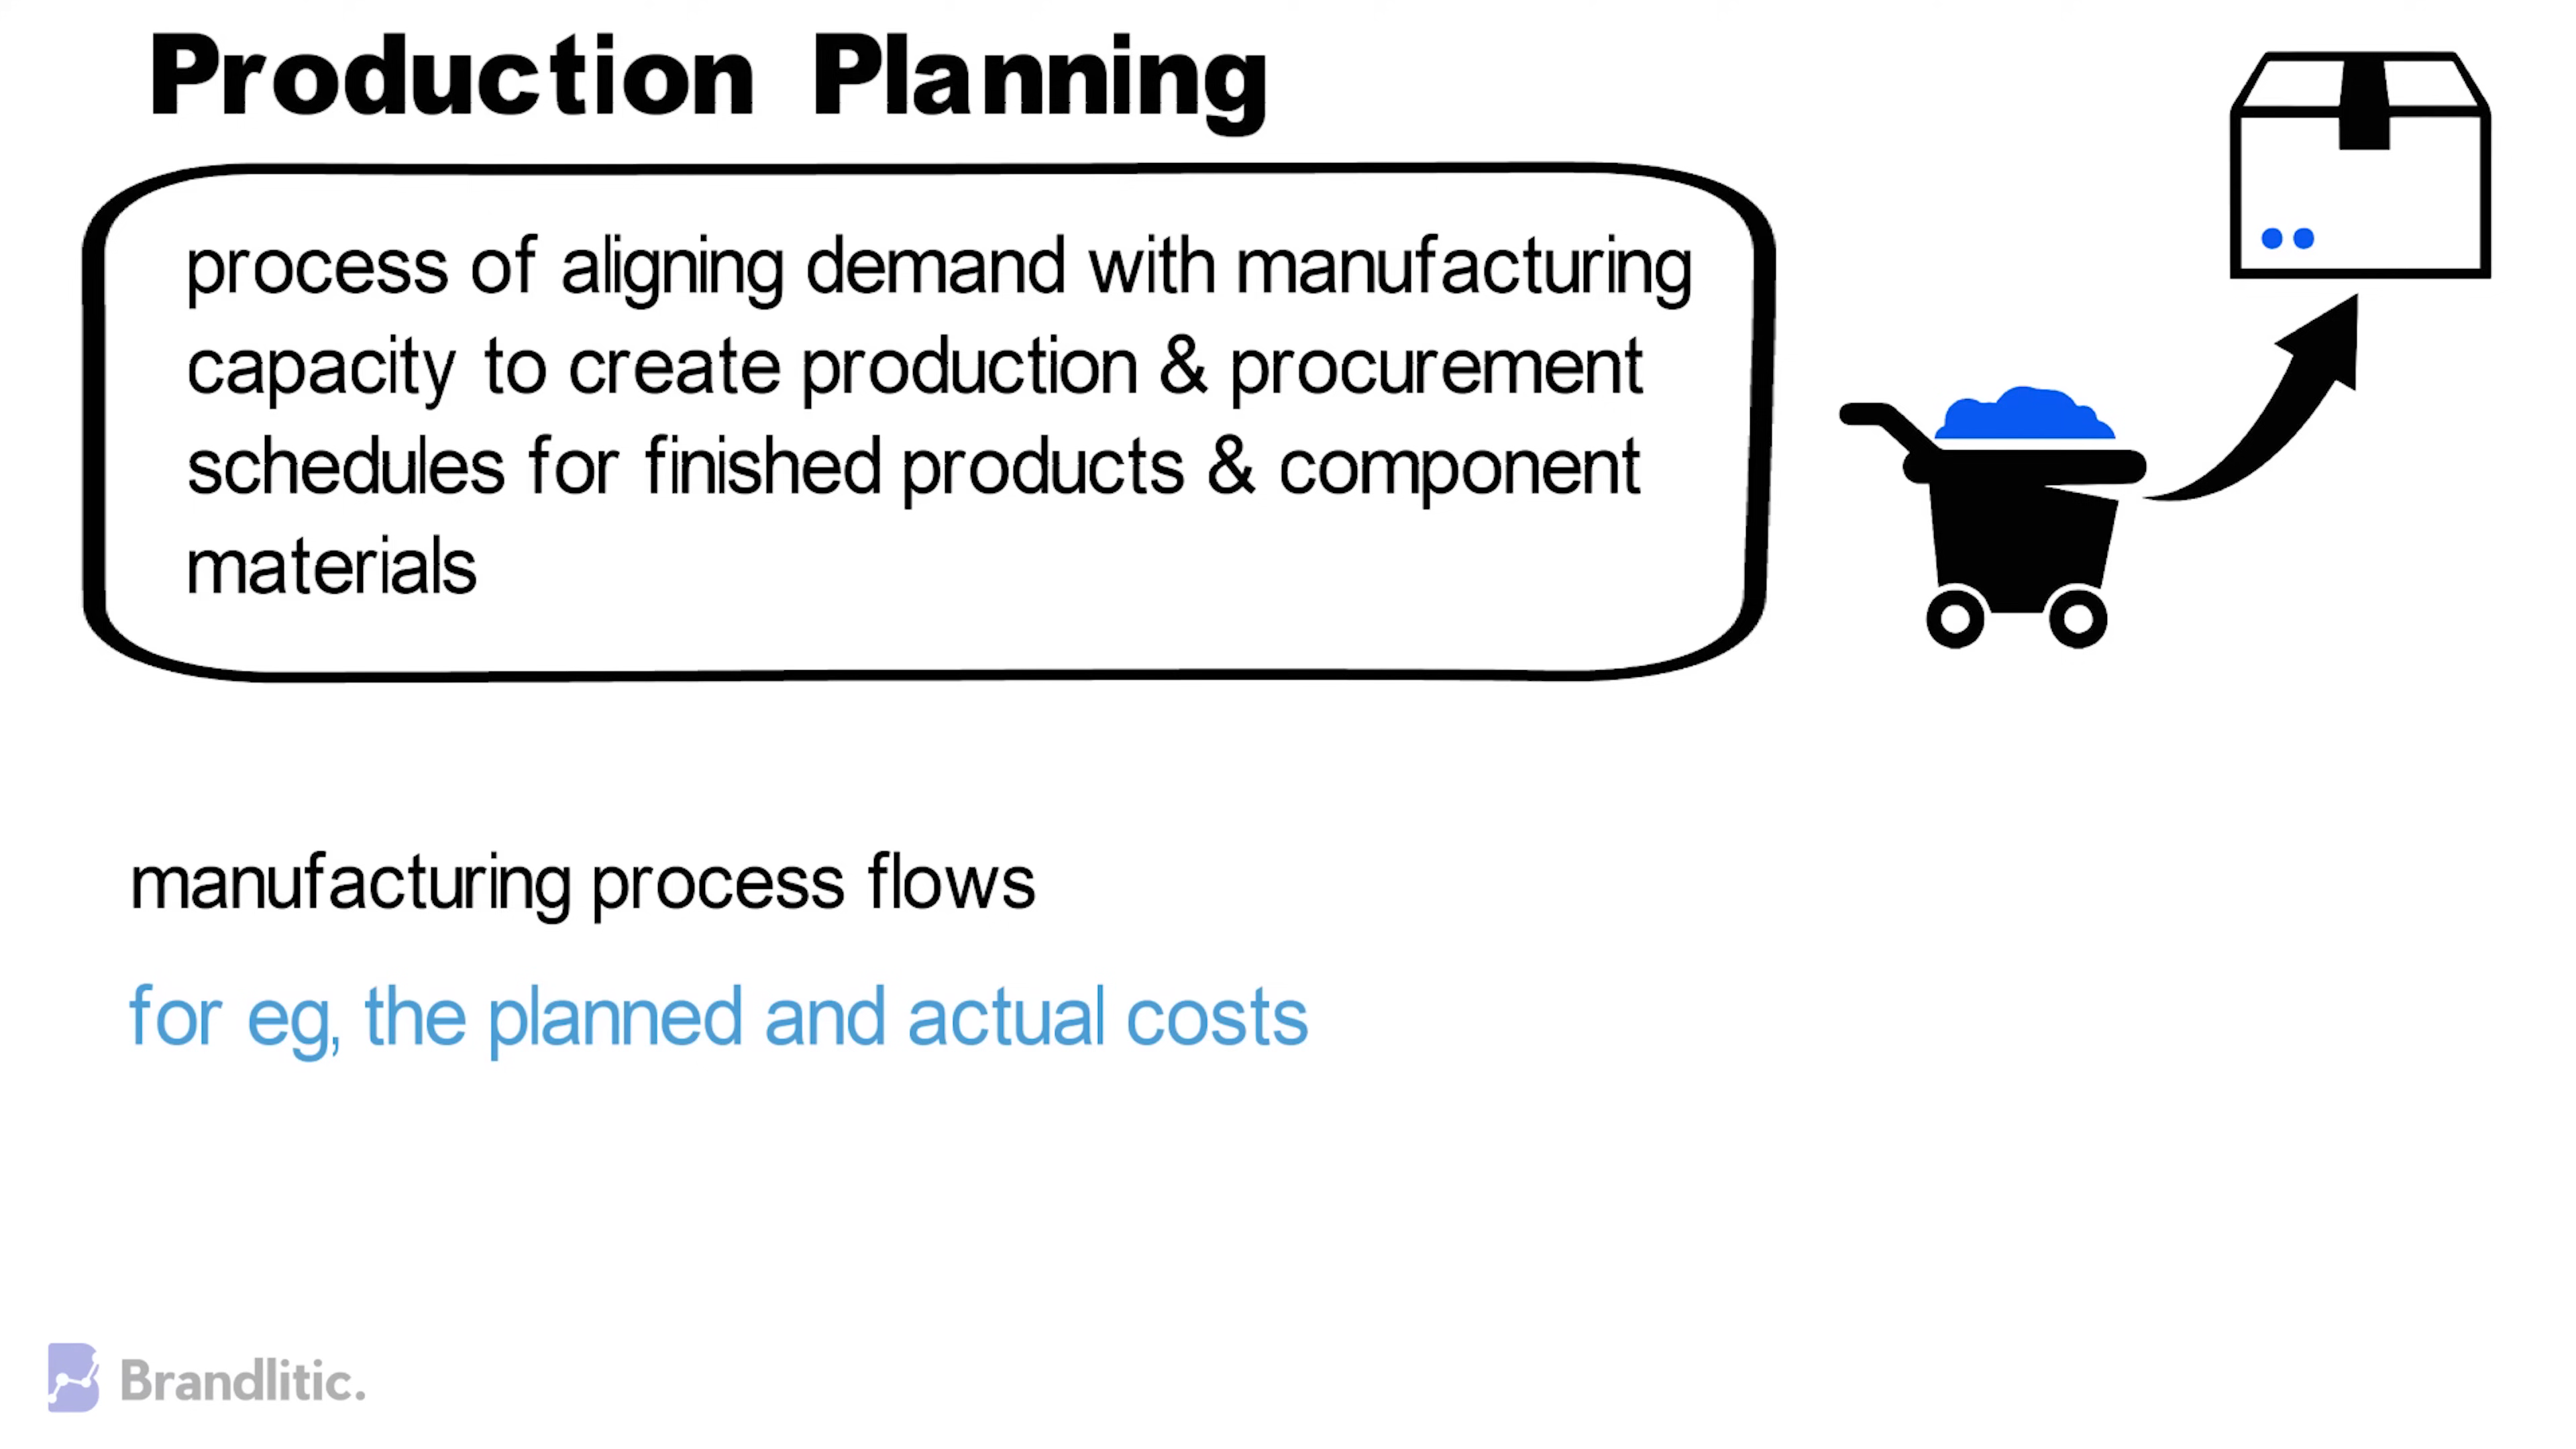 Production Planning
process of aligning demand with manufacturing
capacity to create production & procurement
schedules for finished products & component
materials
manufacturing process flows
for eg, the planned and actual costs
Brandlitic.